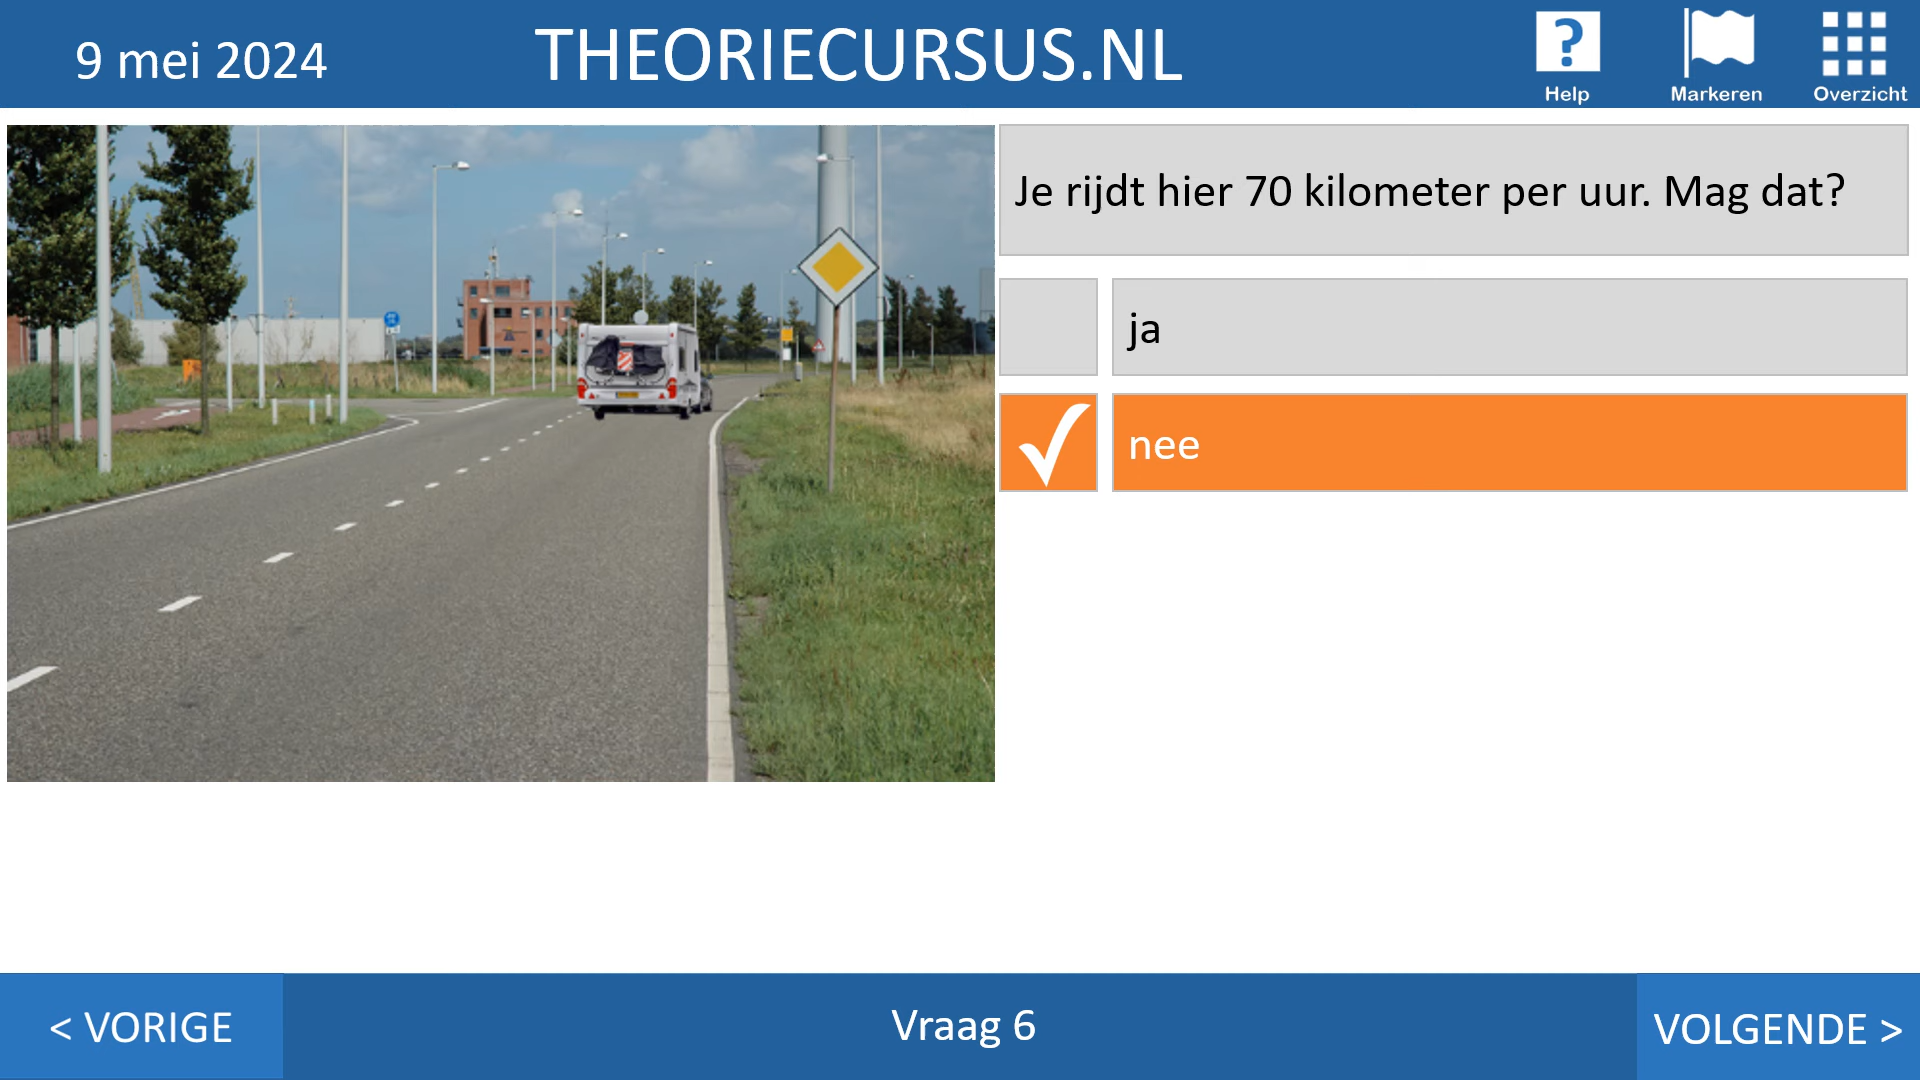 9 mei 2024
THEORIECURSUS.NL
?
Help
Markeren
Overzicht
Je rijdt hier 70 kilometer per uur. Mag dat?
ja
nee
< VORIGE
Vraag 6
VOLGENDE >